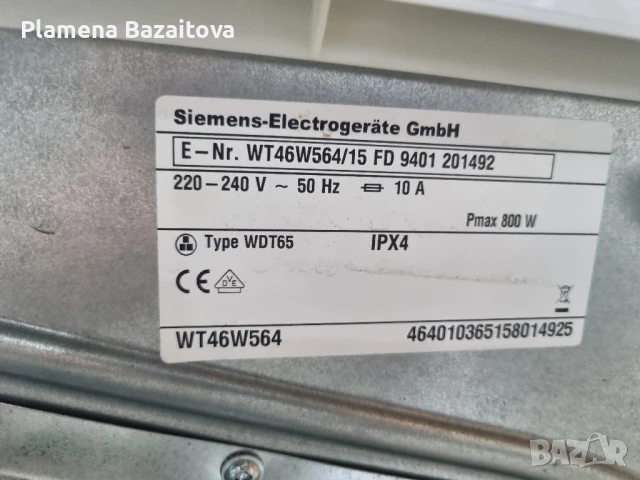 Plamena Bazaitova
Siemens-Electrogeräte GmbH
E-Nr. WT46W564/15 FD 9401 201492
220-240 V ~ 50 Hz 10 A
Pmax 800 W
Type WDT65 IPX4
CE DVE
WT46W564 464010365158014925
BAZAR